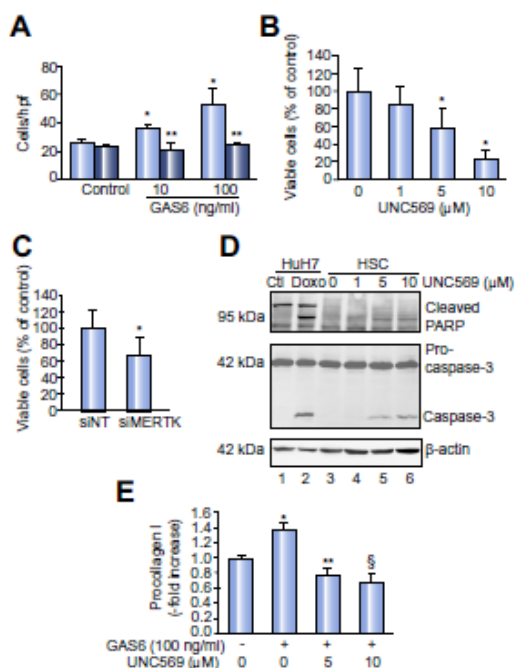 A
Cells/hpf
80
60
40
20
0
*
**
*
**
Control
10
100
GAS6 (ng/ml)
B
Viable cells (% of control)
140
120
100
80
60
40
20
0
*
*
0
1
5
10
UNC569 (µM)
C
Viable cells (% of control)
140
120
100
80
60
40
20
0
*
siNT
siMERTK
D
HuH7
HSC
Ctl Doxo 0 1 5 10 UNC569 (µM)
95 kDa
Cleaved
PARP
42 kDa
Pro-
caspase-3
Caspase-3
42 kDa
β-actin
1 2 3 4 5 6
E
Procollagen I
(-fold increase)
1.6
1.4
1.2
1.0
0.8
0.6
0.4
0.2
0.0
*
**
§
GAS6 (100 ng/ml) - + + +
UNC569 (µM) 0 0 5 10